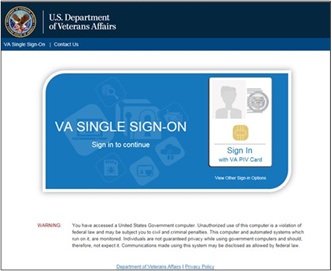 U.S. Department
of Veterans Affairs
VA Single Sign-Ons | Contact Us
VA SINGLE SIGN-ON
Sign in to continue
Sign In
with VA PIV Card
View Other Sign-in Options
WARNING: You have accessed a United States Government computer. Unauthorized use of this computer is a violation of
federal law and may be subject you to civil and criminal penalties. This computer and automated systems which
run on it, are monitored. Individuals are not guaranteed privacy while using government computers and should,
therefore, not expect it. Communications made using this system may be disclosed as allowed by federal law
Department of Veterans Affairs | Privacy Policy